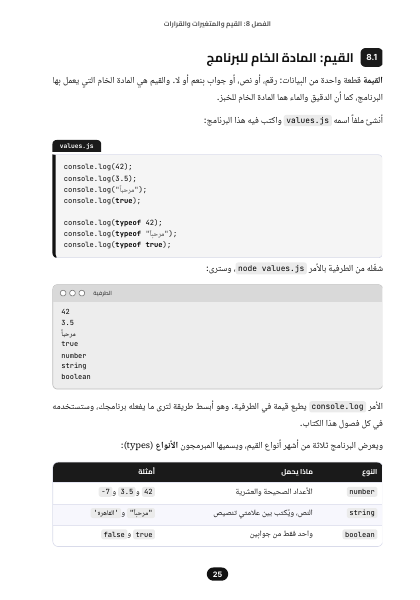 الفصل 8: القيم والمتغيرات والقرارات
8.1 القيم: المادة الخام للبرنامج
القيمة قطعة واحدة من البيانات: رقم، أو نص، أو جواب بنعم أو لا. والقيم هي المادة الخام التي يعمل بها
البرنامج، كما أن الدقيق والماء هما المادة الخام للخبز.
أنشئ ملفاً اسمه values.js واكتب فيه هذا البرنامج:
values.js
console.log(42);
console.log(3.5);
console.log("مرحباً");
console.log(true);
console.log(typeof 42);
console.log(typeof "مرحباً");
console.log(typeof true);
شغّله من الطرفية بالأمر node values.js، وسترى:
الطرفية
42
3.5
مرحباً
true
number
string
boolean
الأمر console.log يطبع قيمة في الطرفية. وهو أبسط طريقة لترى ما يفعله برنامجك، وستستخدمه
في كل فصول هذا الكتاب.
ويعرض البرنامج ثلاثة من أشهر أنواع القيم، ويسميها المبرمجون الأنواع (types):
النوع ماذا يحمل أمثلة
number الأعداد الصحيحة والعشرية 42 و 3.5 و -7
string النص، ويُكتب بين علامتي تنصيص "مرحباً" و 'القاهرة'
boolean واحد فقط من جوابين true و false
25